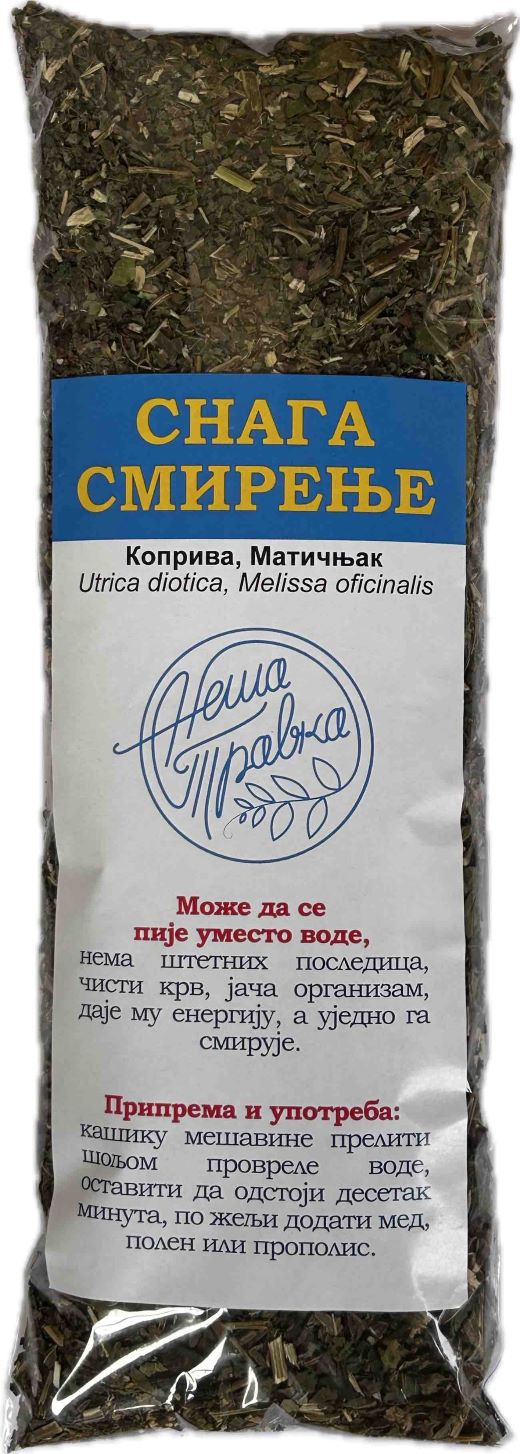 СНАГА
СМИРЕЊЕ
Коприва, Матичњак
Utrica diotica, Melissa oficinalis
Неша
Травка
Може да се
пије уместо воде,
нема штетних последица,
чисти крв, јача организам,
даје му енергију, а уједно га
смирује.
Припрема и употреба:
кашику мешавине прелити
шољом провреле воде,
оставити да одстоји десетак
минута, по жељи додати мед,
полен или прополис.